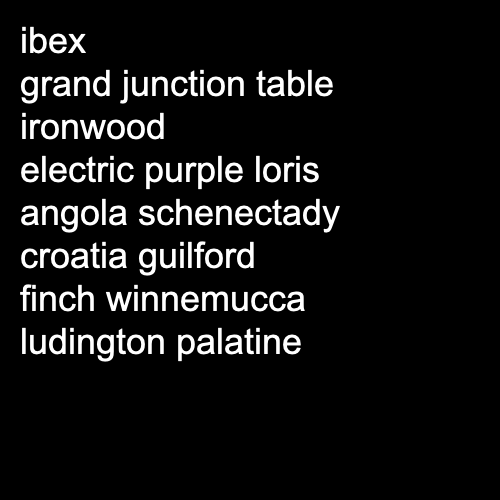 ibex
grand junction table
ironwood
electric purple loris
angola schenectady
croatia guilford
finch winnemucca
ludington palatine